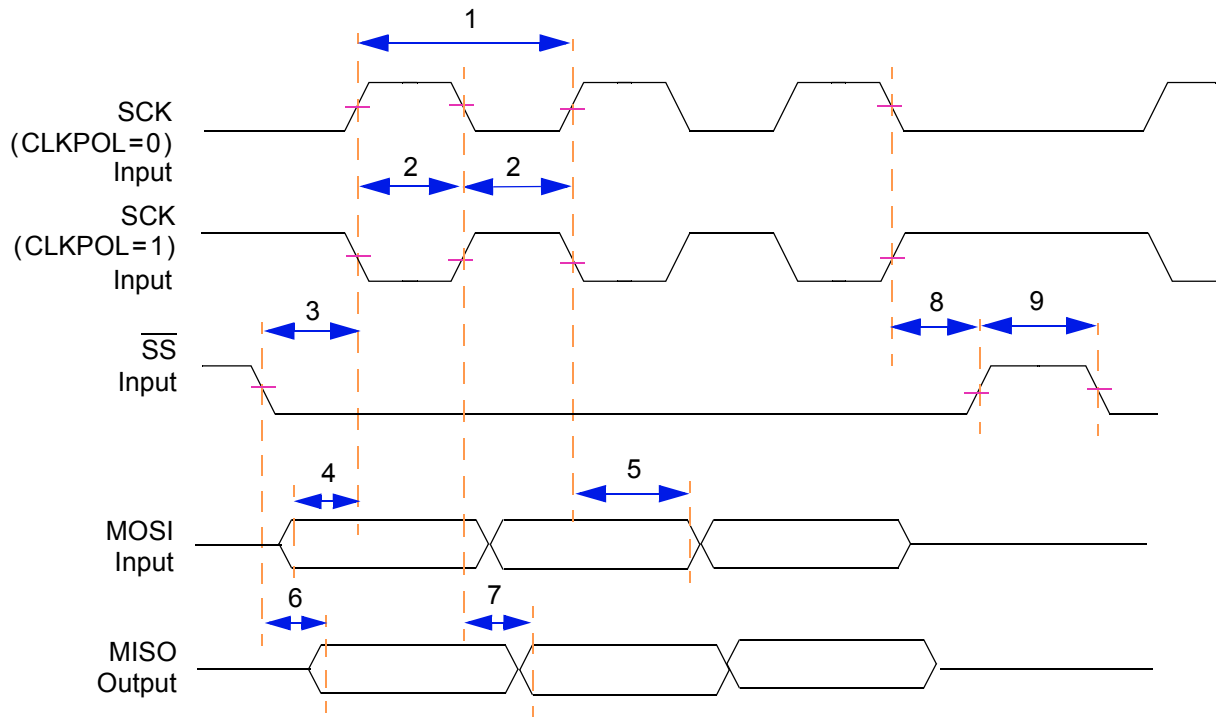 1
SCK
(CLKPOL=0)
Input
2 2
SCK
(CLKPOL=1)
Input
3 8 9
SS
Input
4 5
MOSI
Input
6 7
MISO
Output